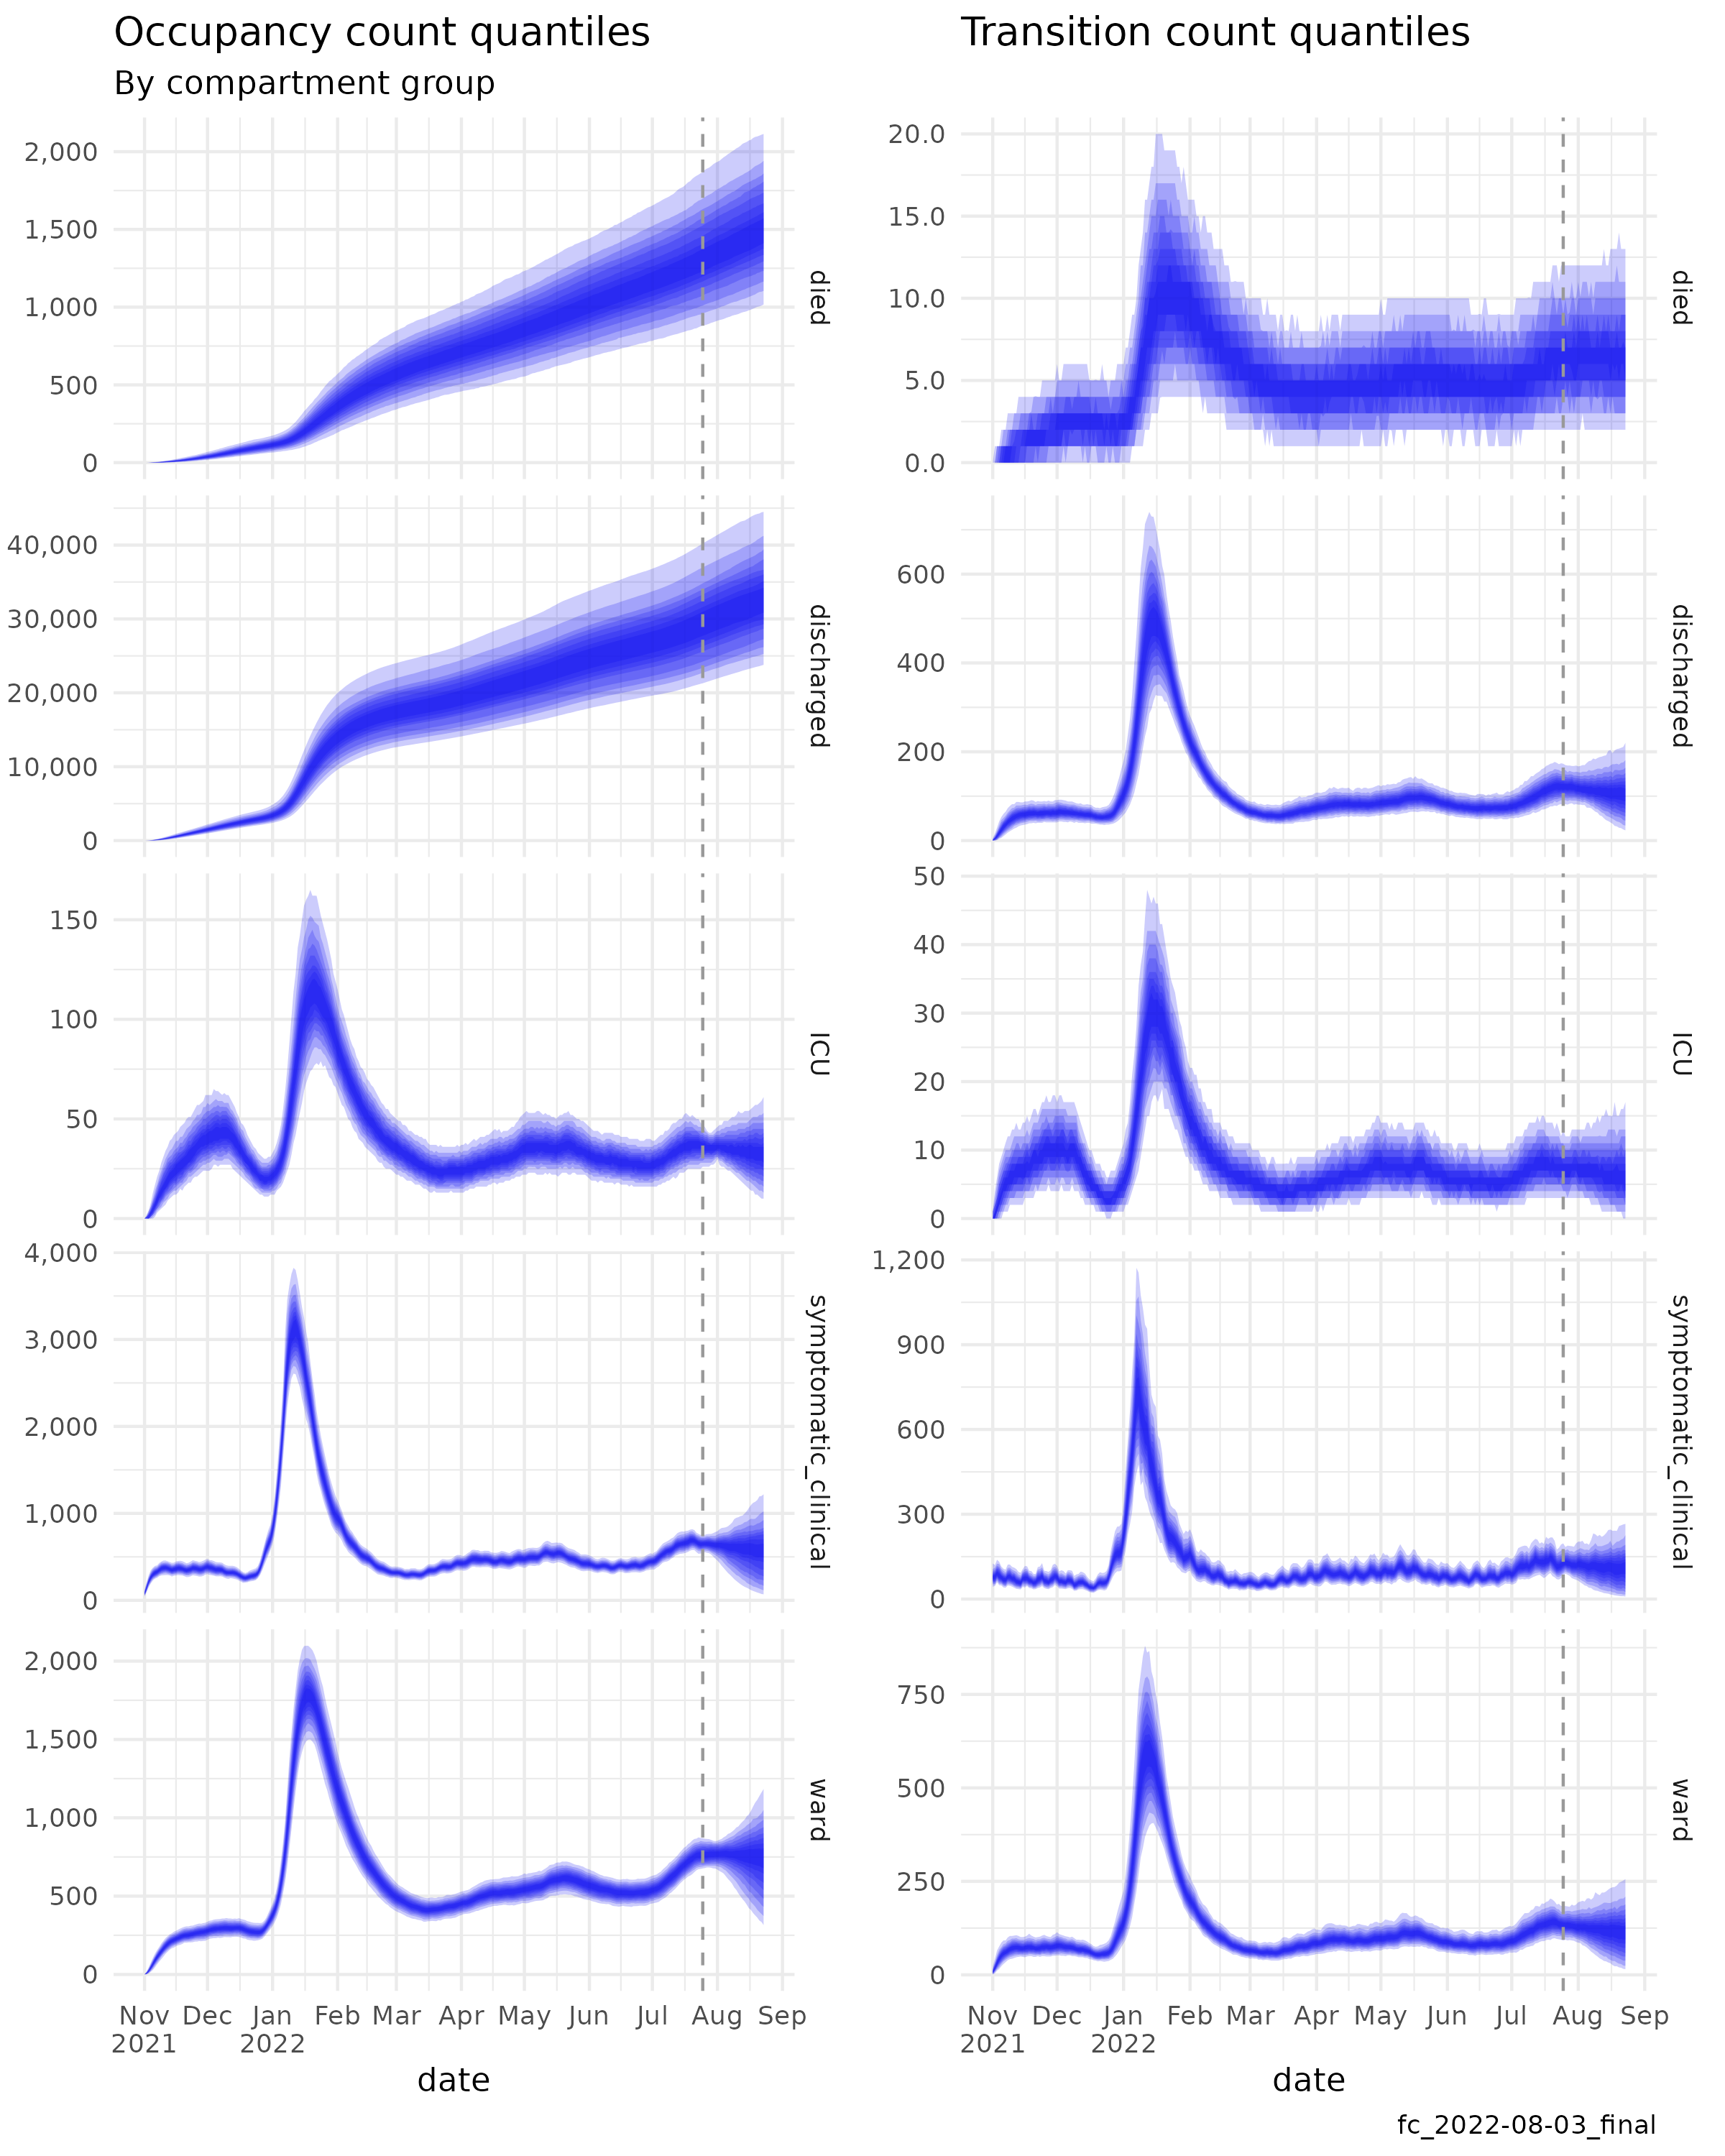 Occupancy count quantiles
By compartment group
2,000
1,500
1,000
500
0
died
40,000
30,000
20,000
10,000
0
discharged
150
100
50
0
ICU
4,000
3,000
2,000
1,000
0
symptomatic_clinical
2,000
1,500
1,000
500
0
ward
Nov Dec Jan Feb Mar Apr May Jun Jul Aug Sep
2021 2022
date
Transition count quantiles
20.0
15.0
10.0
5.0
0.0
died
600
400
200
0
discharged
50
40
30
20
10
0
ICU
1,200
900
600
300
0
symptomatic_clinical
750
500
250
0
ward
Nov Dec Jan Feb Mar Apr May Jun Jul Aug Sep
2021 2022
date
fc_2022-08-03_final